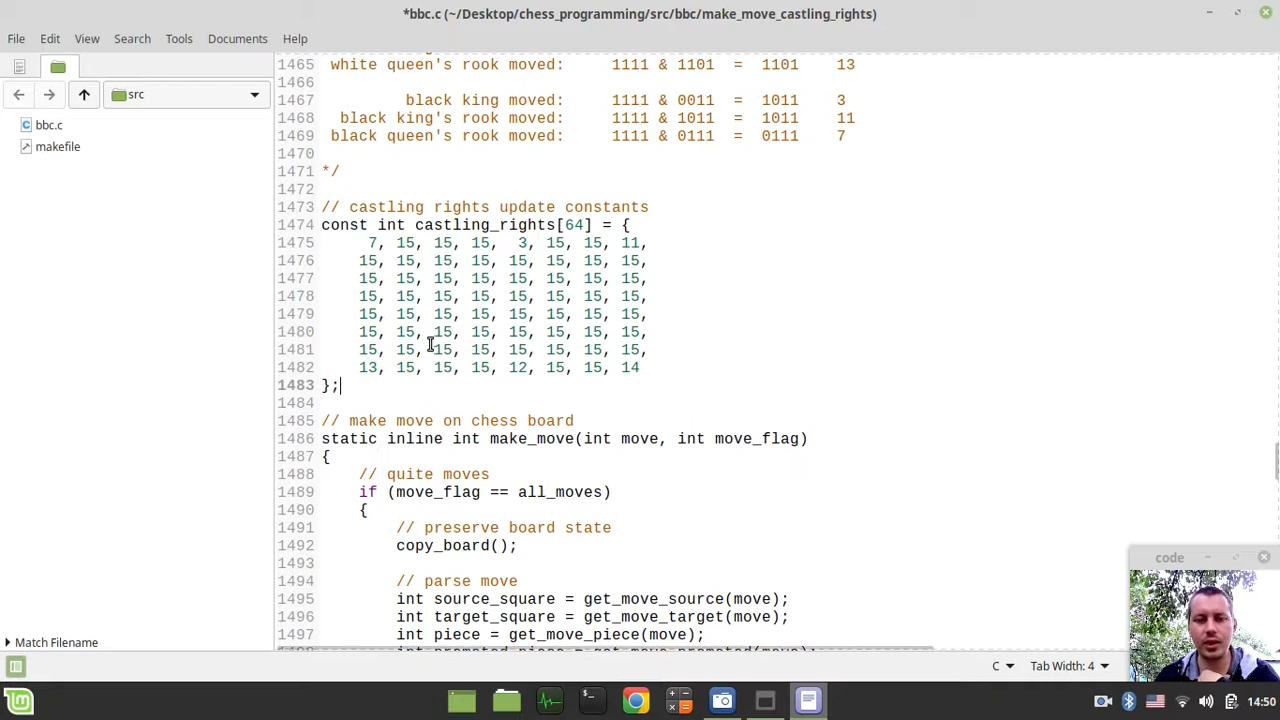 *bbc.c (~/Desktop/chess_programming/src/bbc/make_move_castling_rights)
File Edit View Search Tools Documents Help
src
bbc.c
makefile
1465 white queen's rook moved: 1111 & 1101 = 1101 13
1466
1467 black king moved: 1111 & 0011 = 1011 3
1468 black king's rook moved: 1111 & 1011 = 1011 11
1469 black queen's rook moved: 1111 & 0111 = 0111 7
1470
1471 */
1472
1473 // castling rights update constants
1474 const int castling_rights[64] = {
1475 7, 15, 15, 15, 3, 15, 15, 11,
1476 15, 15, 15, 15, 15, 15, 15, 15,
1477 15, 15, 15, 15, 15, 15, 15, 15,
1478 15, 15, 15, 15, 15, 15, 15, 15,
1479 15, 15, 15, 15, 15, 15, 15, 15,
1480 15, 15, 15, 15, 15, 15, 15, 15,
1481 15, 15, 15, 15, 15, 15, 15, 15,
1482 13, 15, 15, 15, 12, 15, 15, 14
1483 };
1484
1485 // make move on chess board
1486 static inline int make_move(int move, int move_flag)
1487 {
1488 // quite moves
1489 if (move_flag == all_moves)
1490 {
1491 // preserve board state
1492 copy_board();
1493
1494 // parse move
1495 int source_square = get_move_source(move);
1496 int target_square = get_move_target(move);
1497 int piece = get_move_piece(move);
code
Match Filename
C Tab Width: 4
14:50